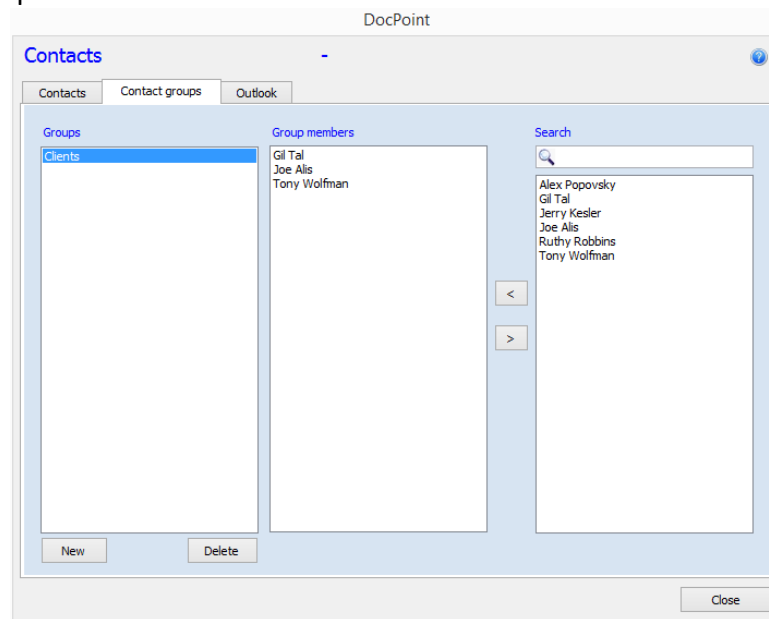 DocPoint
Contacts -
Contacts Contact groups Outlook
Groups Group members Search
Clients
Gil Tal
Joe Alis
Tony Wolfman
Alex Popovsky
Gil Tal
Jerry Kesler
Joe Alis
Ruthy Robbins
Tony Wolfman
<
>
New Delete
Close